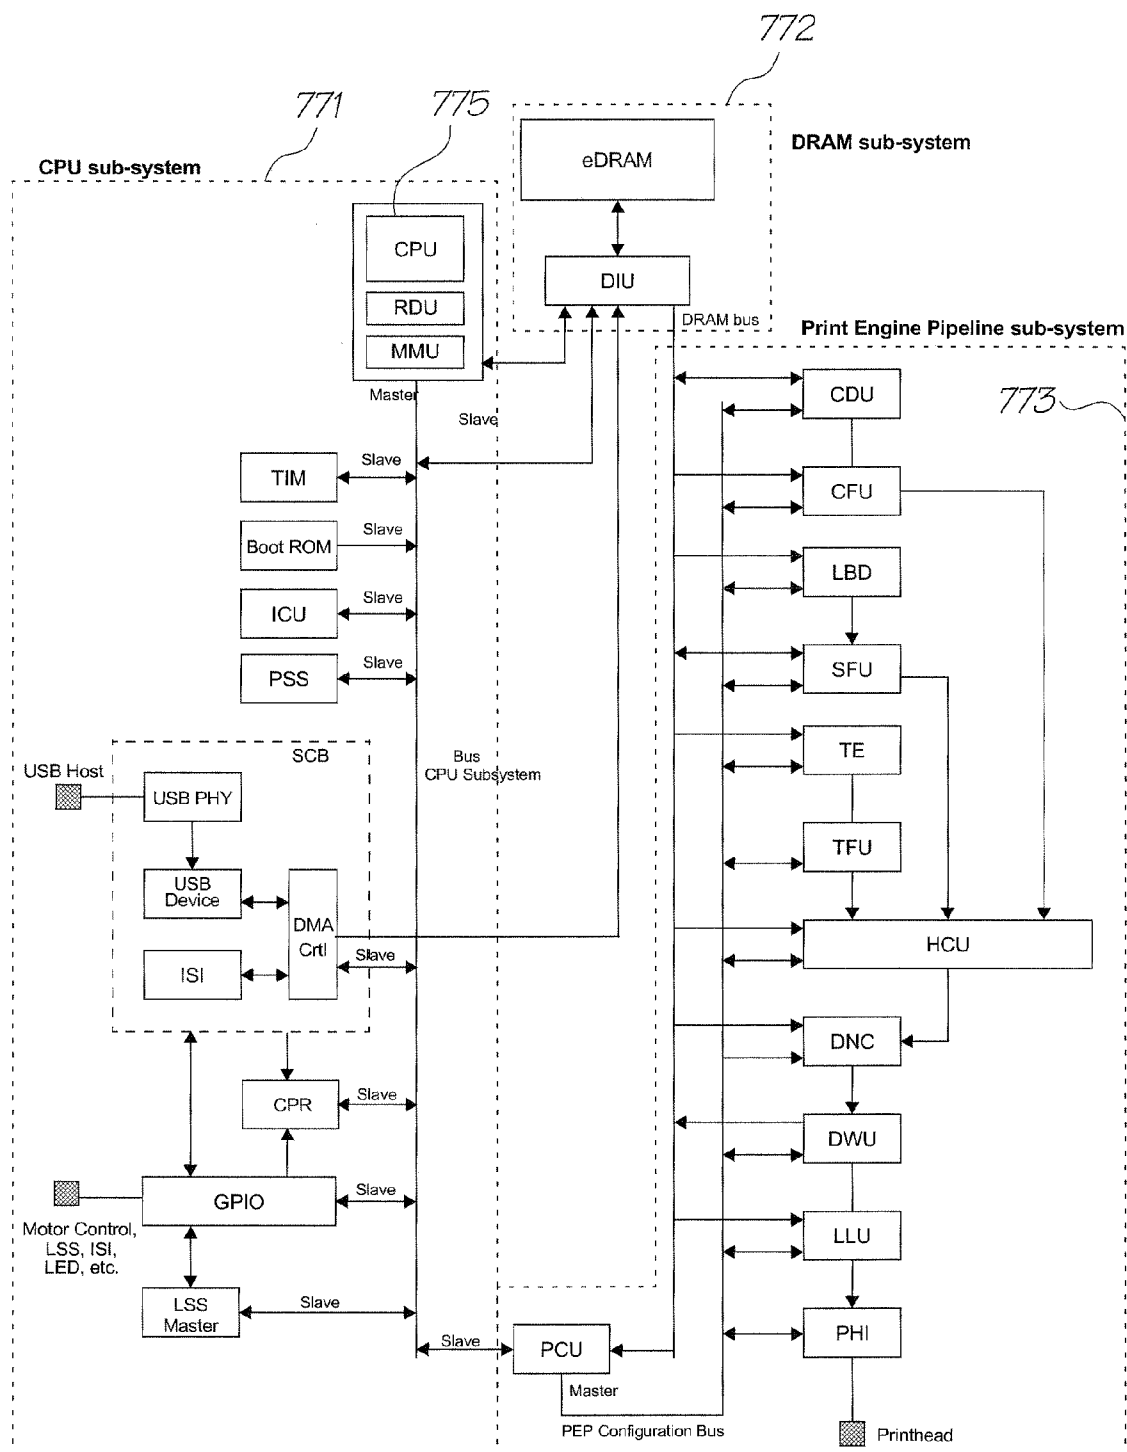 772
771
775
DRAM sub-system
CPU sub-system
eDRAM
CPU
DIU
RDU
DRAM bus
Print Engine Pipeline sub-system
MMU
Master
CDU
773
Slave
TIM
Slave
CFU
Boot ROM
Slave
LBD
ICU
Slave
SFU
PSS
Slave
TE
SCB
Bus
CPU Subsystem
USB Host
USB PHY
TFU
USB
Device
DMA
Crtl
HCU
Slave
ISI
DNC
CPR
Slave
DWU
GPIO
Slave
Motor Control,
LSS, ISI,
LED, etc.
LLU
LSS
Master
Slave
PHI
Slave
PCU
Master
PEP Configuration Bus
Printhead